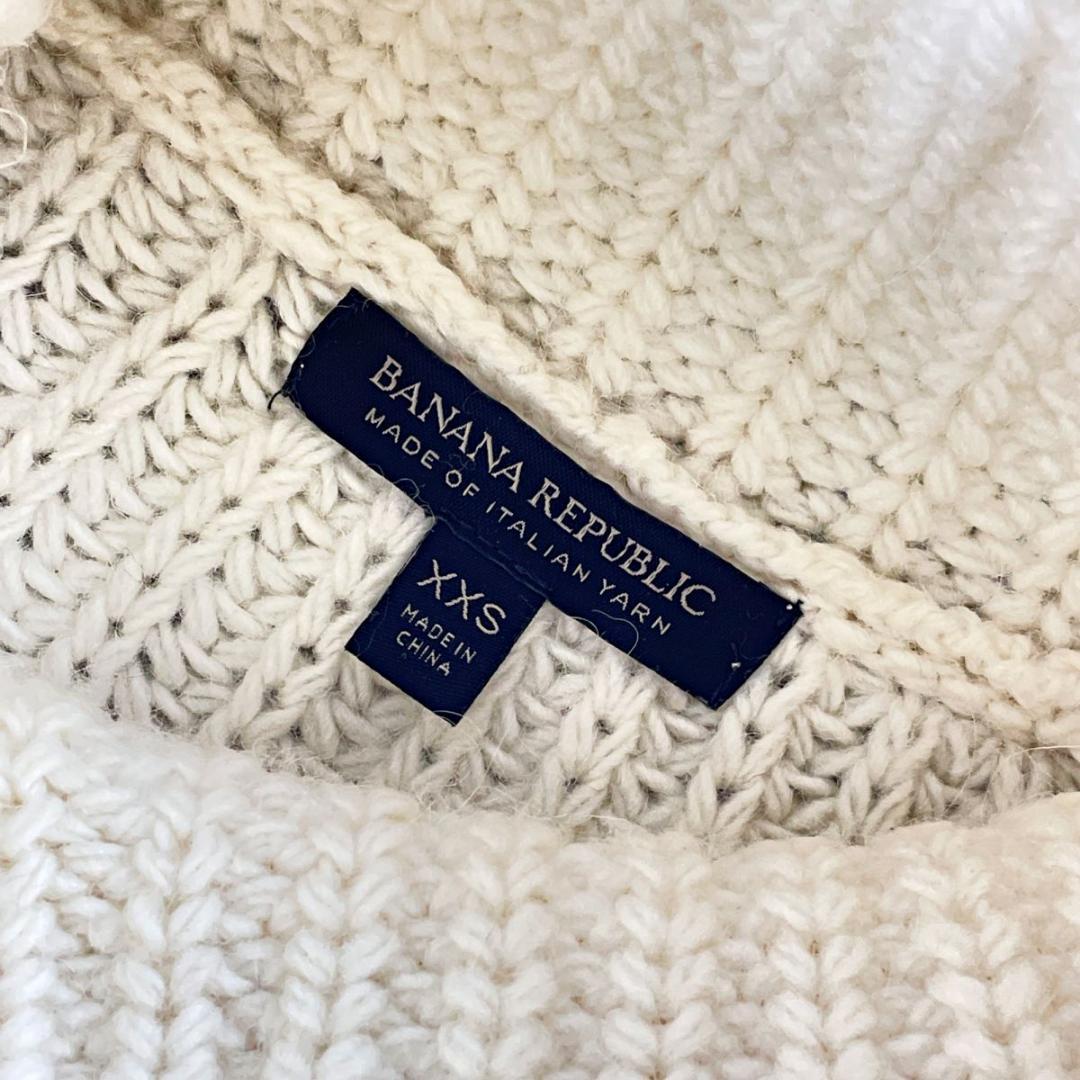 BANANA REPUBLIC
MADE OF ITALIAN YARN
XXS
MADE IN
CHINA